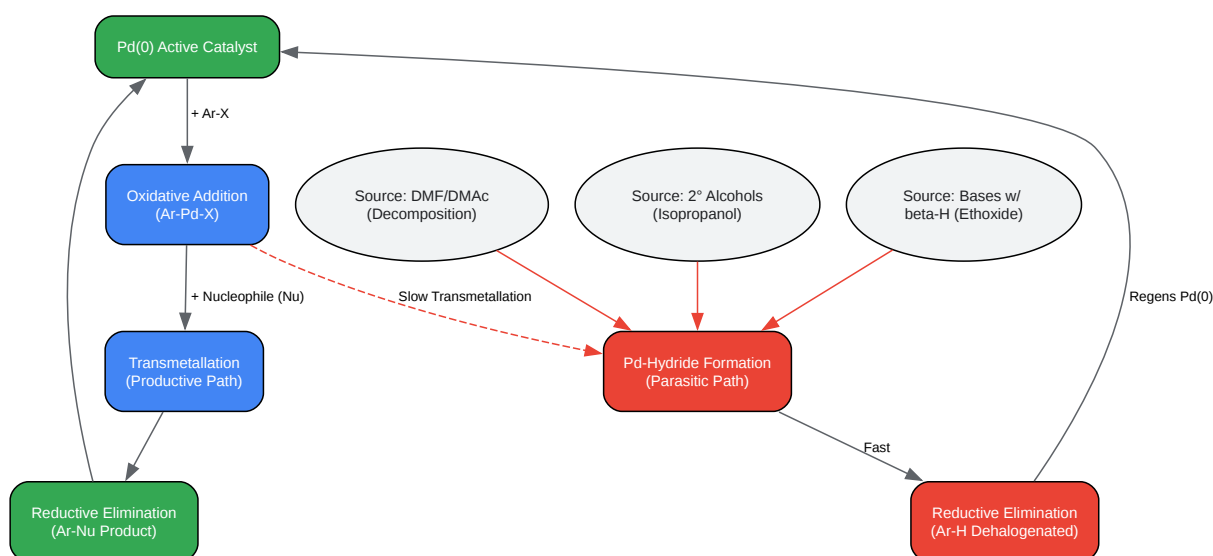 Pd(0) Active Catalyst
+ Ar-X
Oxidative Addition
(Ar-Pd-X)
Source: DMF/DMAc
(Decomposition)
Source: 2° Alcohols
(Isopropanol)
Source: Bases w/
beta-H (Ethoxide)
+ Nucleophile (Nu)
Slow Transmetallation
Regens Pd(0)
Transmetallation
(Productive Path)
Pd-Hydride Formation
(Parasitic Path)
Fast
Reductive Elimination
(Ar-Nu Product)
Reductive Elimination
(Ar-H Dehalogenated)